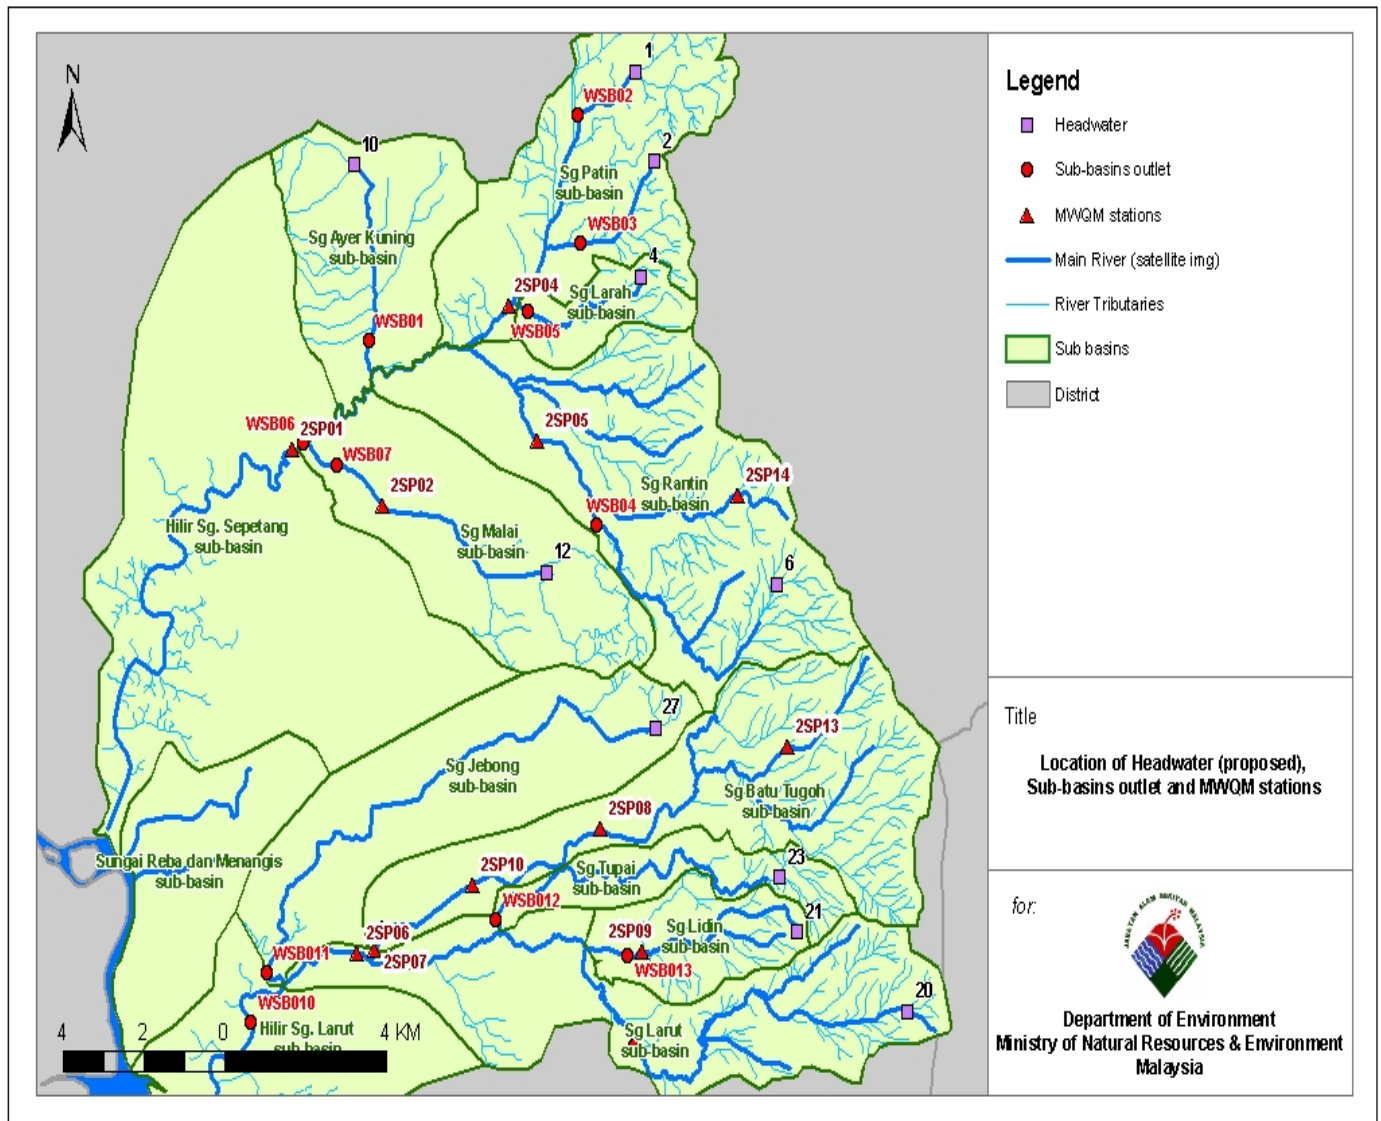 N
1
WSB02
10
2
Sg Patin
sub-basin
WSB03
Sg Ayer Kuning
sub-basin
4
2SP04
Sg Larah
sub-basin
WSB01
WSB05
WSB06
2SP01
2SP05
WSB07
2SP02
Sg Rantin
sub-basin
2SP14
WSB04
Hilir Sg. Sepetang
sub-basin
Sg Malai
sub-basin
12
6
27
2SP13
Sg Jebong
sub-basin
Sg Batu Tugoh
sub-basin
2SP08
Sungai Reba dan Menangis
sub-basin
2SP10
Sg Tupai
sub-basin
23
WSB012
21
2SP06
2SP09
Sg Lidin
sub-basin
WSB011
2SP07
WSB013
WSB010
20
4 2 0 4 KM
Hilir Sg. Larut
sub-basin
Sg Larut
sub-basin
Legend
Headwater
Sub-basins outlet
MWQM stations
Main River (satellite img)
River Tributaries
Sub basins
District
Title
Location of Headwater (proposed),
Sub-basins outlet and MWQM stations
for:
JABATAN ALAM SEKITAR MALAYSIA
Department of Environment
Ministry of Natural Resources & Environment
Malaysia